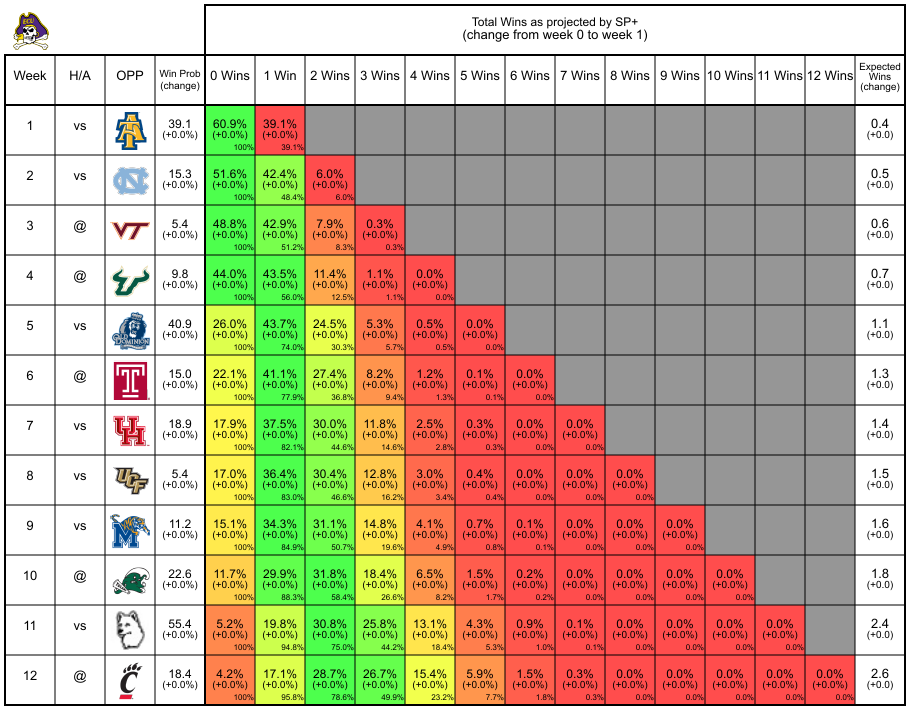 ECU
Total Wins as projected by SP+
(change from week 0 to week 1)
Week H/A OPP Win Prob (change) 0 Wins 1 Win 2 Wins 3 Wins 4 Wins 5 Wins 6 Wins 7 Wins 8 Wins 9 Wins 10 Wins 11 Wins 12 Wins Expected Wins (change)
1 vs AT 39.1 60.9% 39.1% 0.4
(+0.0%) (+0.0%) (+0.0%) (+0.0)
100% 39.1%
2 vs NC 15.3 51.6% 42.4% 6.0% 0.5
(+0.0%) (+0.0%) (+0.0%) (+0.0%) (+0.0)
100% 48.4% 6.0%
3 @ VT 5.4 48.8% 42.9% 7.9% 0.3% 0.6
(+0.0%) (+0.0%) (+0.0%) (+0.0%) (+0.0%) (+0.0)
100% 51.2% 8.3% 0.3%
4 @ 9.8 44.0% 43.5% 11.4% 1.1% 0.0% 0.7
(+0.0%) (+0.0%) (+0.0%) (+0.0%) (+0.0%) (+0.0%) (+0.0)
100% 56.0% 12.5% 1.1% 0.0%
5 vs OLD DOMINION 40.9 26.0% 43.7% 24.5% 5.3% 0.5% 0.0% 1.1
(+0.0%) (+0.0%) (+0.0%) (+0.0%) (+0.0%) (+0.0%) (+0.0%) (+0.0)
100% 74.0% 30.3% 5.7% 0.5% 0.0%
6 @ T 15.0 22.1% 41.1% 27.4% 8.2% 1.2% 0.1% 0.0% 1.3
(+0.0%) (+0.0%) (+0.0%) (+0.0%) (+0.0%) (+0.0%) (+0.0%) (+0.0%) (+0.0)
100% 77.9% 36.8% 9.4% 1.3% 0.1% 0.0%
7 vs UH 18.9 17.9% 37.5% 30.0% 11.8% 2.5% 0.3% 0.0% 0.0% 1.4
(+0.0%) (+0.0%) (+0.0%) (+0.0%) (+0.0%) (+0.0%) (+0.0%) (+0.0%) (+0.0%) (+0.0)
100% 82.1% 44.6% 14.6% 2.8% 0.3% 0.0% 0.0%
8 vs UCF 5.4 17.0% 36.4% 30.4% 12.8% 3.0% 0.4% 0.0% 0.0% 0.0% 1.5
(+0.0%) (+0.0%) (+0.0%) (+0.0%) (+0.0%) (+0.0%) (+0.0%) (+0.0%) (+0.0%) (+0.0%) (+0.0)
100% 83.0% 46.6% 16.2% 3.4% 0.4% 0.0% 0.0% 0.0%
9 vs M 11.2 15.1% 34.3% 31.1% 14.8% 4.1% 0.7% 0.1% 0.0% 0.0% 0.0% 1.6
(+0.0%) (+0.0%) (+0.0%) (+0.0%) (+0.0%) (+0.0%) (+0.0%) (+0.0%) (+0.0%) (+0.0%) (+0.0%) (+0.0)
100% 84.9% 50.7% 19.6% 4.9% 0.8% 0.1% 0.0% 0.0% 0.0%
10 @ 22.6 11.7% 29.9% 31.8% 18.4% 6.5% 1.5% 0.2% 0.0% 0.0% 0.0% 0.0% 1.8
(+0.0%) (+0.0%) (+0.0%) (+0.0%) (+0.0%) (+0.0%) (+0.0%) (+0.0%) (+0.0%) (+0.0%) (+0.0%) (+0.0%) (+0.0)
100% 88.3% 58.4% 26.6% 8.2% 1.7% 0.2% 0.0% 0.0% 0.0% 0.0%
11 vs 55.4 5.2% 19.8% 30.8% 25.8% 13.1% 4.3% 0.9% 0.1% 0.0% 0.0% 0.0% 0.0% 2.4
(+0.0%) (+0.0%) (+0.0%) (+0.0%) (+0.0%) (+0.0%) (+0.0%) (+0.0%) (+0.0%) (+0.0%) (+0.0%) (+0.0%) (+0.0%) (+0.0)
100% 94.8% 75.0% 44.2% 18.4% 5.3% 1.0% 0.1% 0.0% 0.0% 0.0% 0.0%
12 @ C 18.4 4.2% 17.1% 28.7% 26.7% 15.4% 5.9% 1.5% 0.3% 0.0% 0.0% 0.0% 0.0% 0.0% 2.6
(+0.0%) (+0.0%) (+0.0%) (+0.0%) (+0.0%) (+0.0%) (+0.0%) (+0.0%) (+0.0%) (+0.0%) (+0.0%) (+0.0%) (+0.0%) (+0.0%) (+0.0)
100% 95.8% 78.6% 49.9% 23.2% 7.7% 1.8% 0.3% 0.0% 0.0% 0.0% 0.0% 0.0%